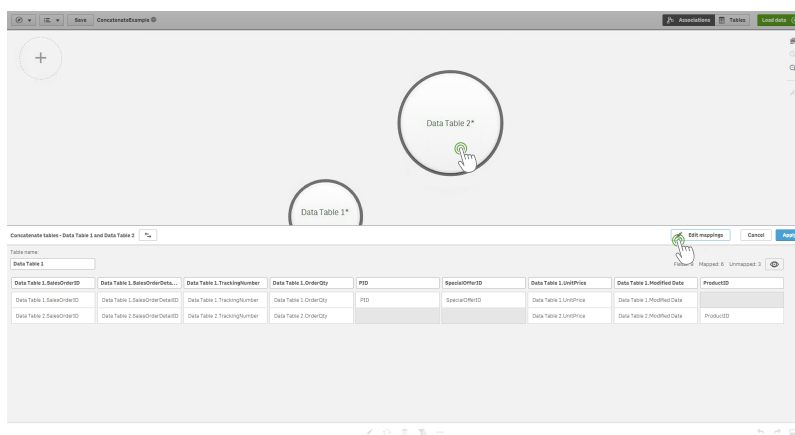 Save ConcatenateExample Associations Tables Load data
Data Table 2*
Data Table 1*
Concatenate tables - Data Table 1 and Data Table 2 Edit mappings Cancel Apply
Table name:
Data Table 1 Mapped: 6 Unmapped: 3
Data Table 1.SalesOrderID Data Table 1.SalesOrderDeta... Data Table 1.TrackingNumber Data Table 1.OrderQty PID SpecialOfferID Data Table 1.UnitPrice Data Table 1.Modified Date ProductID
Data Table 1.SalesOrderID Data Table 1.SalesOrderDetailID Data Table 1.TrackingNumber Data Table 1.OrderQty PID SpecialOfferID Data Table 1.UnitPrice Data Table 1.Modified Date
Data Table 2.SalesOrderID Data Table 2.SalesOrderDetailID Data Table 2.TrackingNumber Data Table 2.OrderQty Data Table 2.UnitPrice Data Table 2.Modified Date ProductID